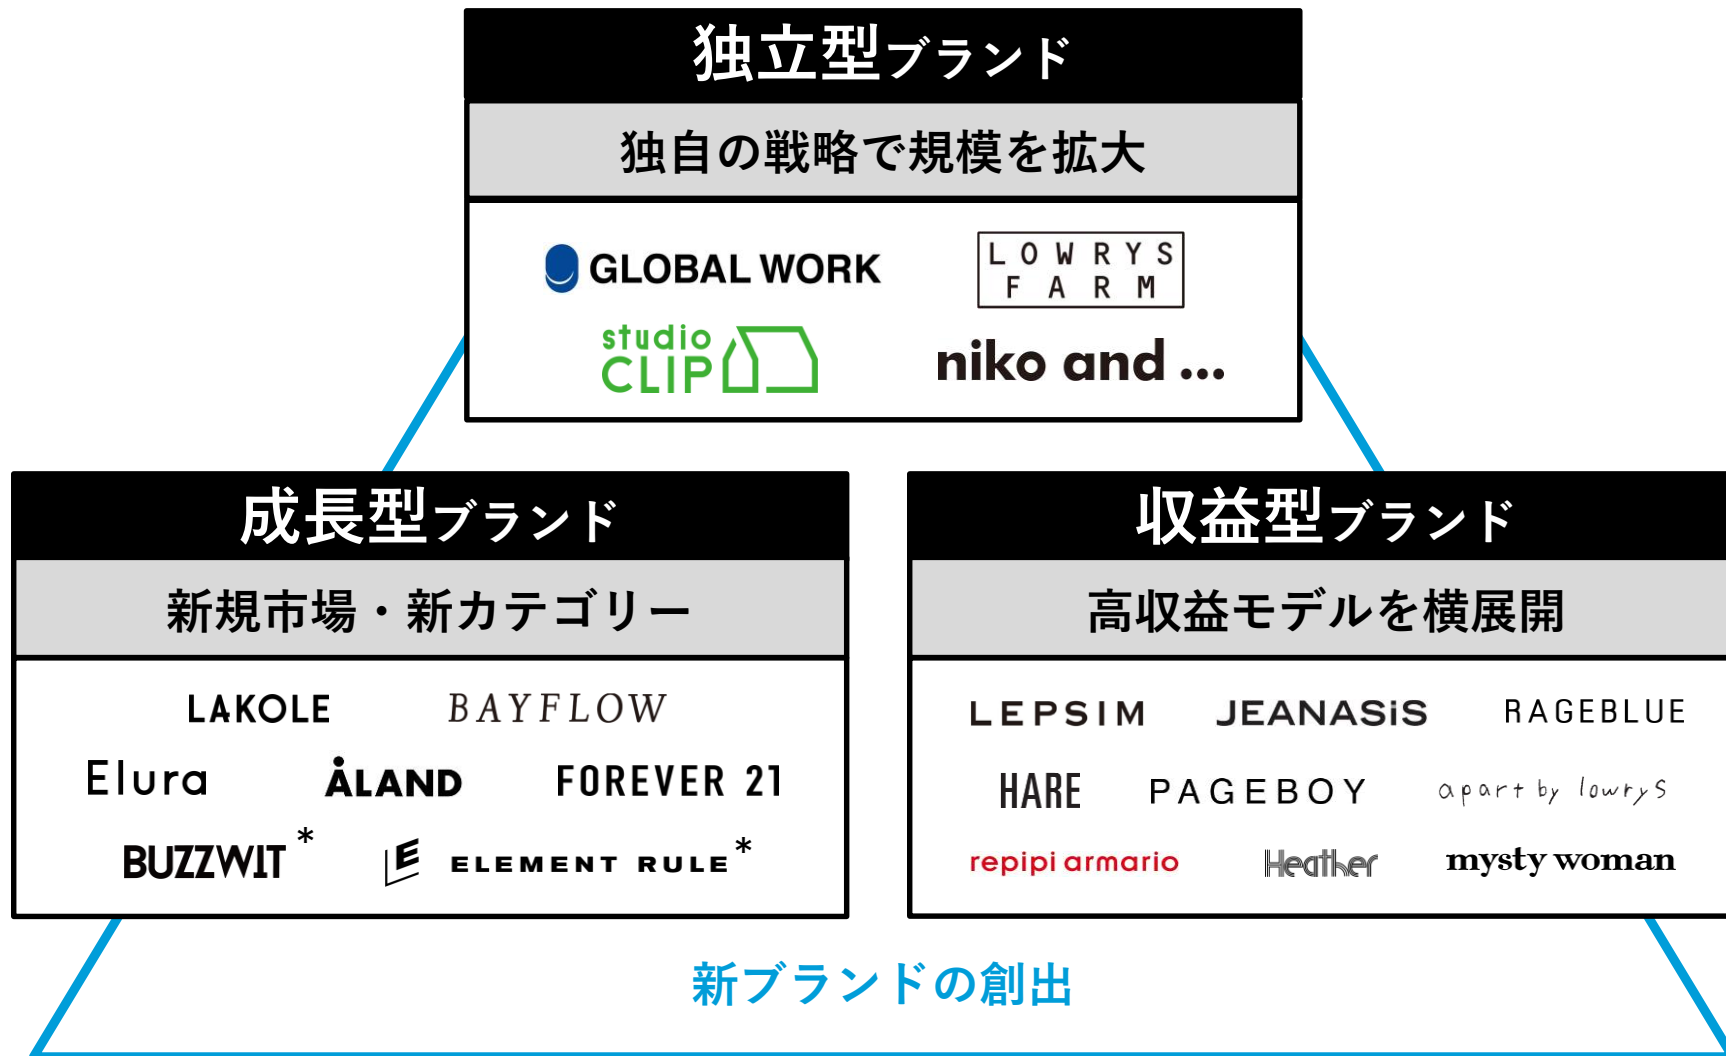 独立型ブランド
独自の戦略で規模を拡大
GLOBAL WORK
LOWRYS
FARM
studio
CLIP
niko and ...
成長型ブランド
新規市場・新カテゴリー
LAKOLE BAYFLOW
Elura ÅLAND FOREVER 21
BUZZWIT* E ELEMENT RULE*
収益型ブランド
高収益モデルを横展開
LEPSIM JEANASiS RAGEBLUE
HARE PAGEBOY apart by lowrys
repipi armario Heather mysty woman
新ブランドの創出